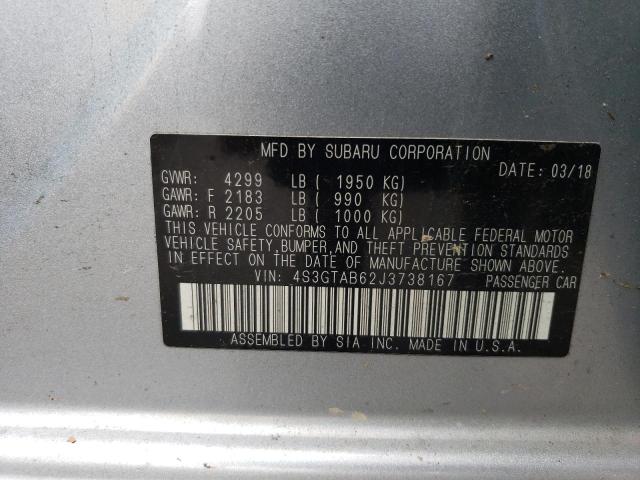 MFD BY SUBARU CORPORATION
DATE: 03/18
GVWR: 4299 LB ( 1950 KG)
GAWR: F 2183 LB ( 990 KG)
GAWR: R 2205 LB ( 1000 KG)
THIS VEHICLE CONFORMS TO ALL APPLICABLE FEDERAL MOTOR
VEHICLE SAFETY,BUMPER,AND THEFT PREVENTION STANDARDS
IN EFFECT ON THE DATE OF MANUFACTURE SHOWN ABOVE.
VIN: 4S3GTAB62J3738167 PASSENGER CAR
ASSEMBLED BY SIA INC. MADE IN U.S.A.